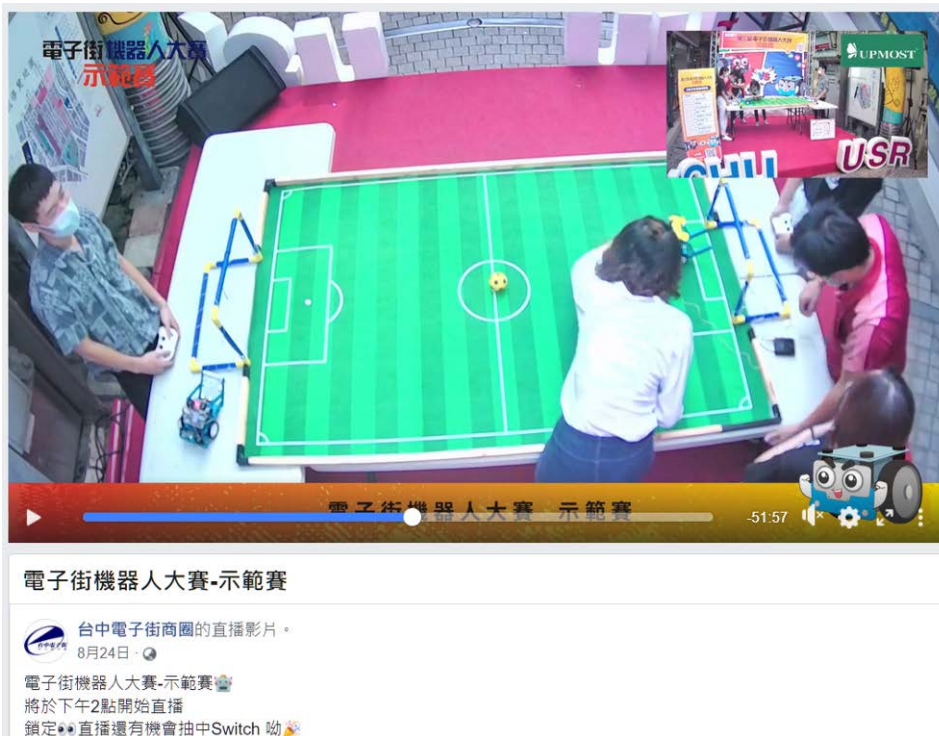 電子街機器人大賽
示範賽
UPMOST
USR
CHU
電子街機器人大賽 示範賽
-51:57
電子街機器人大賽-示範賽
台中電子街商圈的直播影片。
8月24日
電子街機器人大賽-示範賽🤖
將於下午2點開始直播
鎖定👀直播還有機會抽中Switch 呦🎉